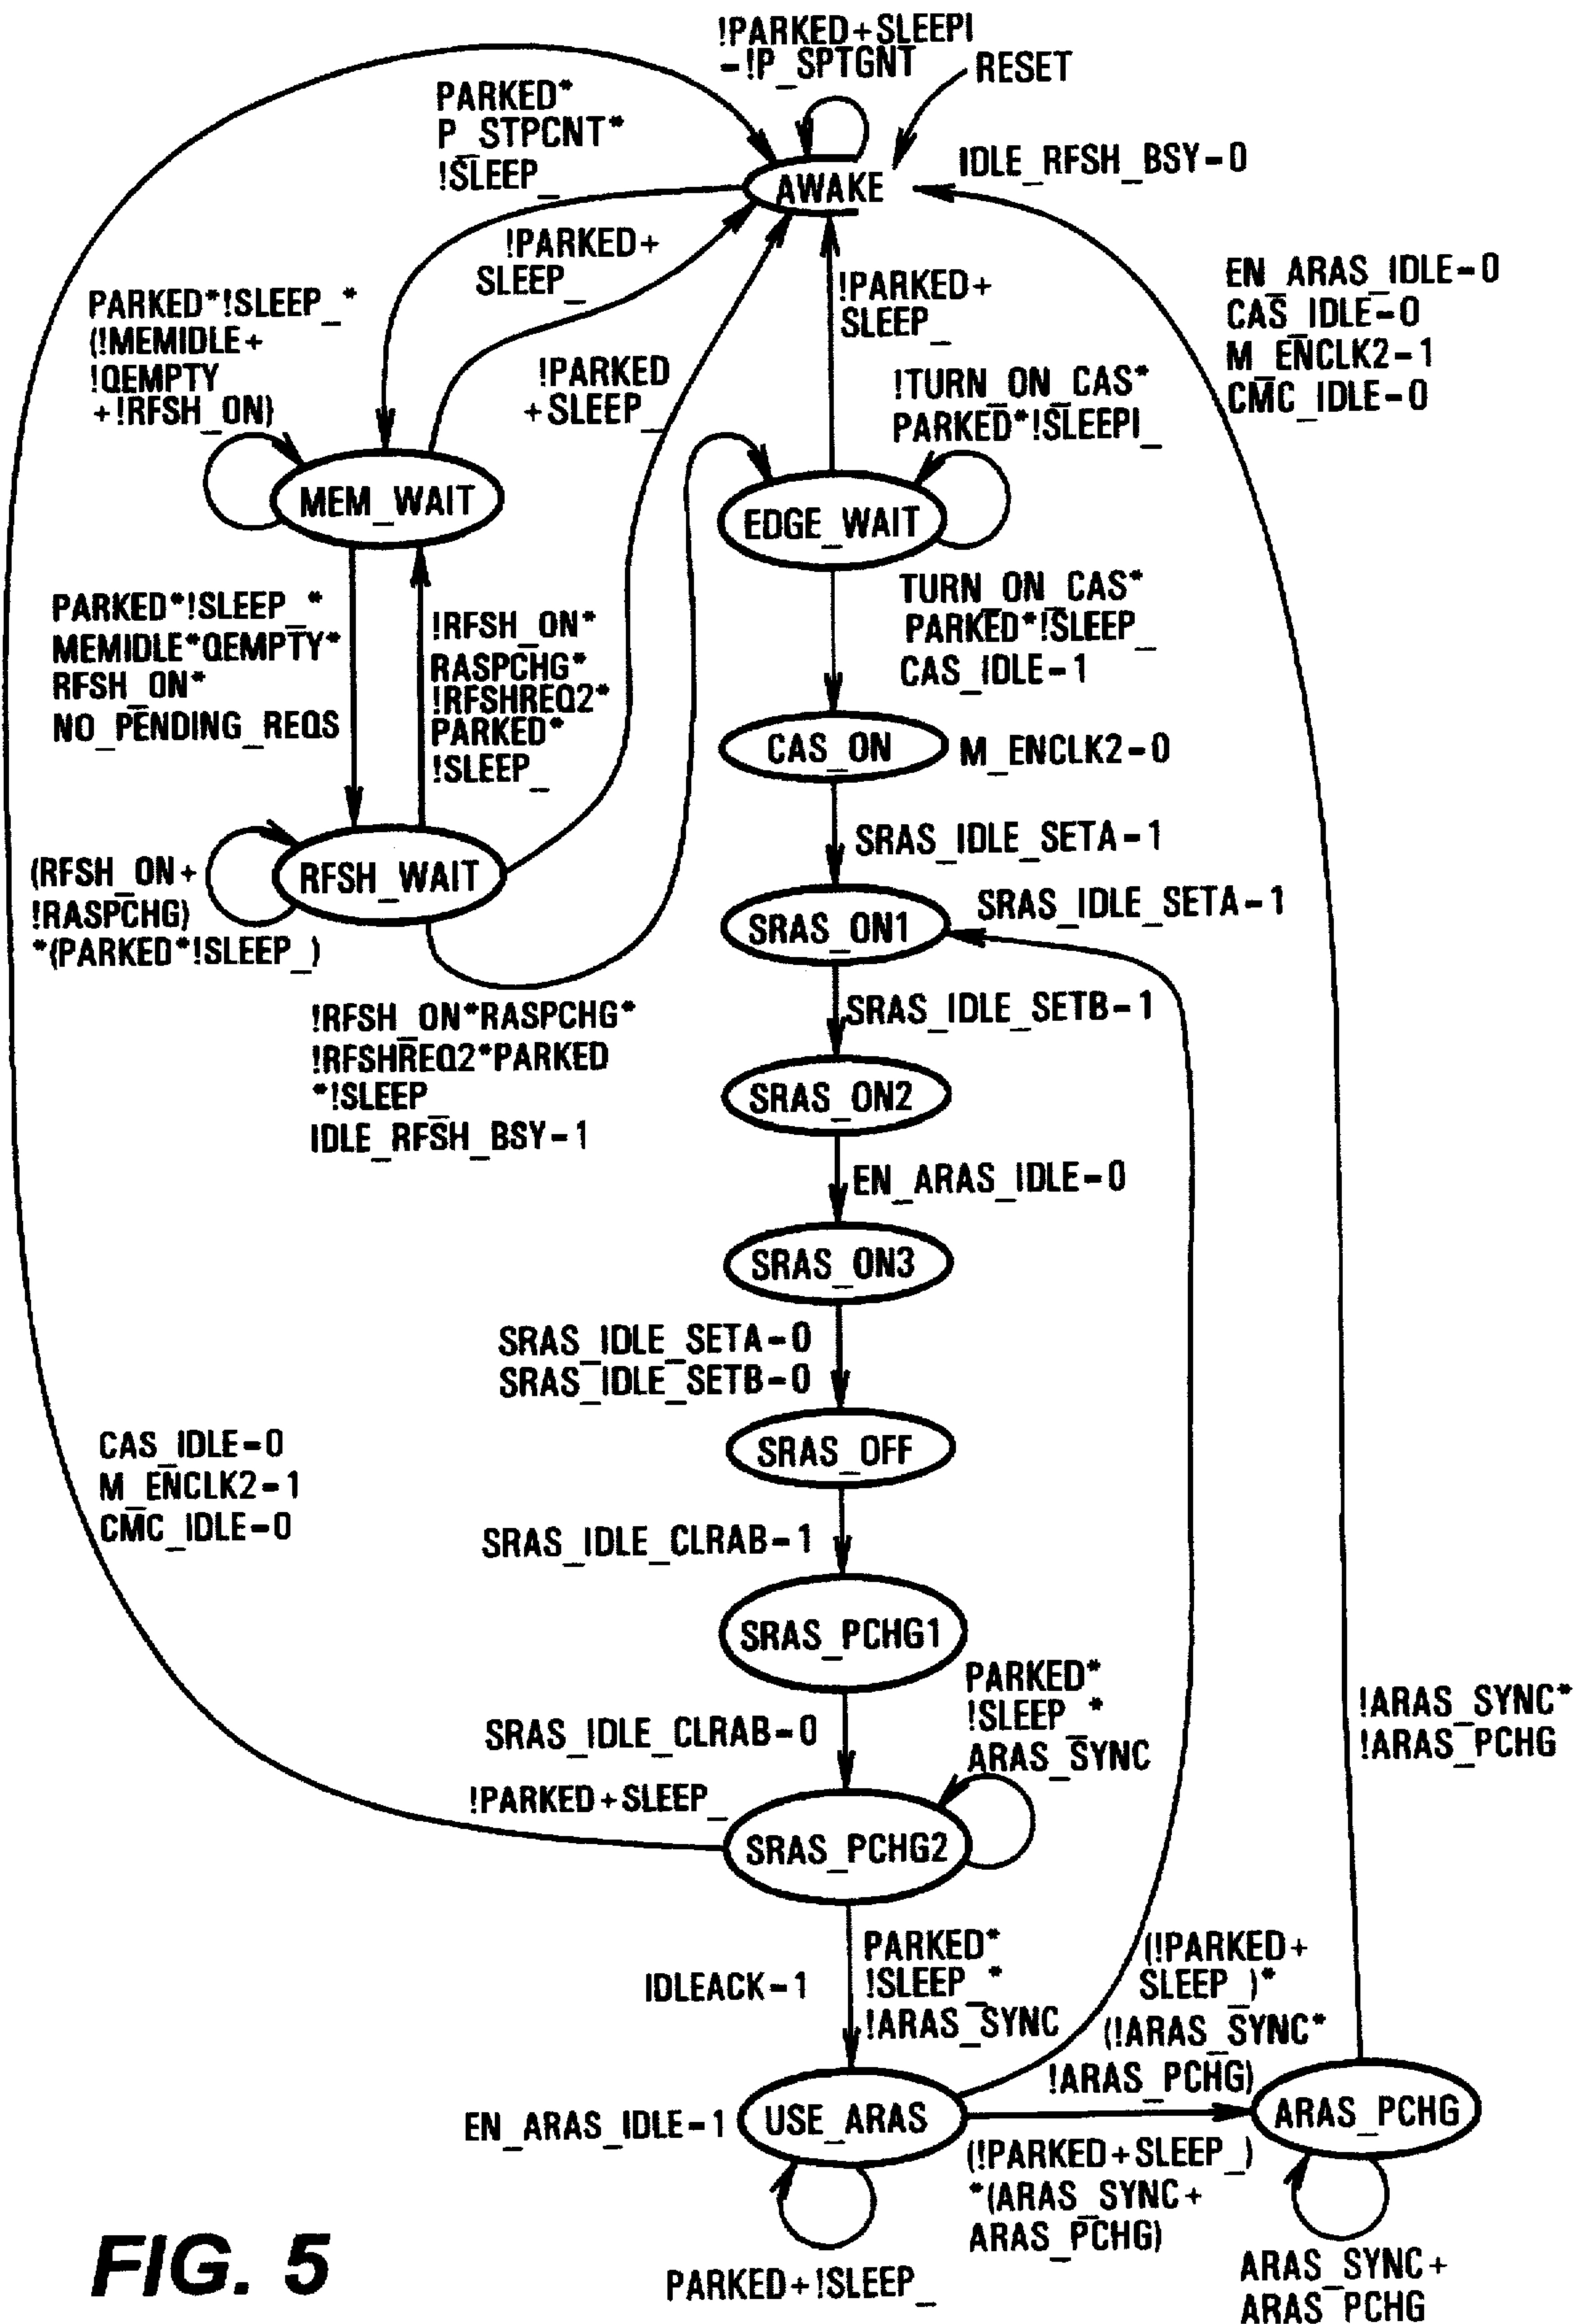 !PARKED+SLEEPI
-!P_SPTGNT
RESET
PARKED*
P_STPCNT*
!SLEEP_
AWAKE
IDLE_RFSH_BSY-0
!PARKED+
SLEEP_
!PARKED+
SLEEP_
EN_ARAS_IDLE-0
CAS_IDLE-0
M_ENCLK2-1
CMC_IDLE-0
PARKED*!SLEEP_*
(!MEMIDLE+
!QEMPTY
+!RFSH_ON)
!PARKED
+SLEEP_
!TURN_ON_CAS*
PARKED*!SLEEPI_
MEM_WAIT
EDGE_WAIT
PARKED*!SLEEP_*
MEMIDLE*QEMPTY*
RFSH_ON*
NO_PENDING_REQS
!RFSH_ON*
RASPCHG*
!RFSHREQ2*
PARKED*
!SLEEP_
TURN_ON_CAS*
PARKED*!SLEEP_
CAS_IDLE-1
CAS_ON
M_ENCLK2-0
SRAS_IDLE_SETA-1
(RFSH_ON+
!RASPCHG)
*(PARKED*!SLEEP_)
RFSH_WAIT
SRAS_ON1
SRAS_IDLE_SETA-1
!RFSH_ON*RASPCHG*
!RFSHREQ2*PARKED
*!SLEEP_
IDLE_RFSH_BSY-1
SRAS_IDLE_SETB-1
SRAS_ON2
EN_ARAS_IDLE-0
SRAS_ON3
SRAS_IDLE_SETA-0
SRAS_IDLE_SETB-0
SRAS_OFF
CAS_IDLE-0
M_ENCLK2-1
CMC_IDLE-0
SRAS_IDLE_CLRAB-1
SRAS_PCHG1
PARKED*
!SLEEP_*
ARAS_SYNC
SRAS_IDLE_CLRAB-0
!ARAS_SYNC*
!ARAS_PCHG
!PARKED+SLEEP_
SRAS_PCHG2
IDLEACK-1
PARKED*
!SLEEP_*
!ARAS_SYNC
(!PARKED+
SLEEP_)*
(!ARAS_SYNC*
!ARAS_PCHG)
EN_ARAS_IDLE-1
USE_ARAS
ARAS_PCHG
(!PARKED+SLEEP_)
*(ARAS_SYNC+
ARAS_PCHG)
PARKED+!SLEEP_
ARAS_SYNC+
ARAS_PCHG
FIG. 5